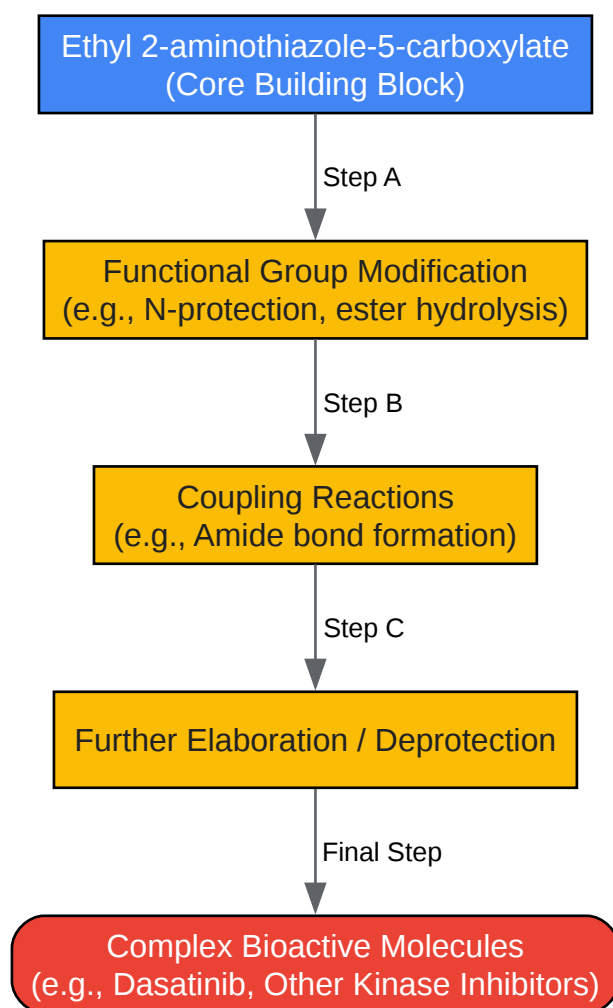 Ethyl 2-aminothiazole-5-carboxylate
(Core Building Block)
Step A
Functional Group Modification
(e.g., N-protection, ester hydrolysis)
Step B
Coupling Reactions
(e.g., Amide bond formation)
Step C
Further Elaboration / Deprotection
Final Step
Complex Bioactive Molecules
(e.g., Dasatinib, Other Kinase Inhibitors)